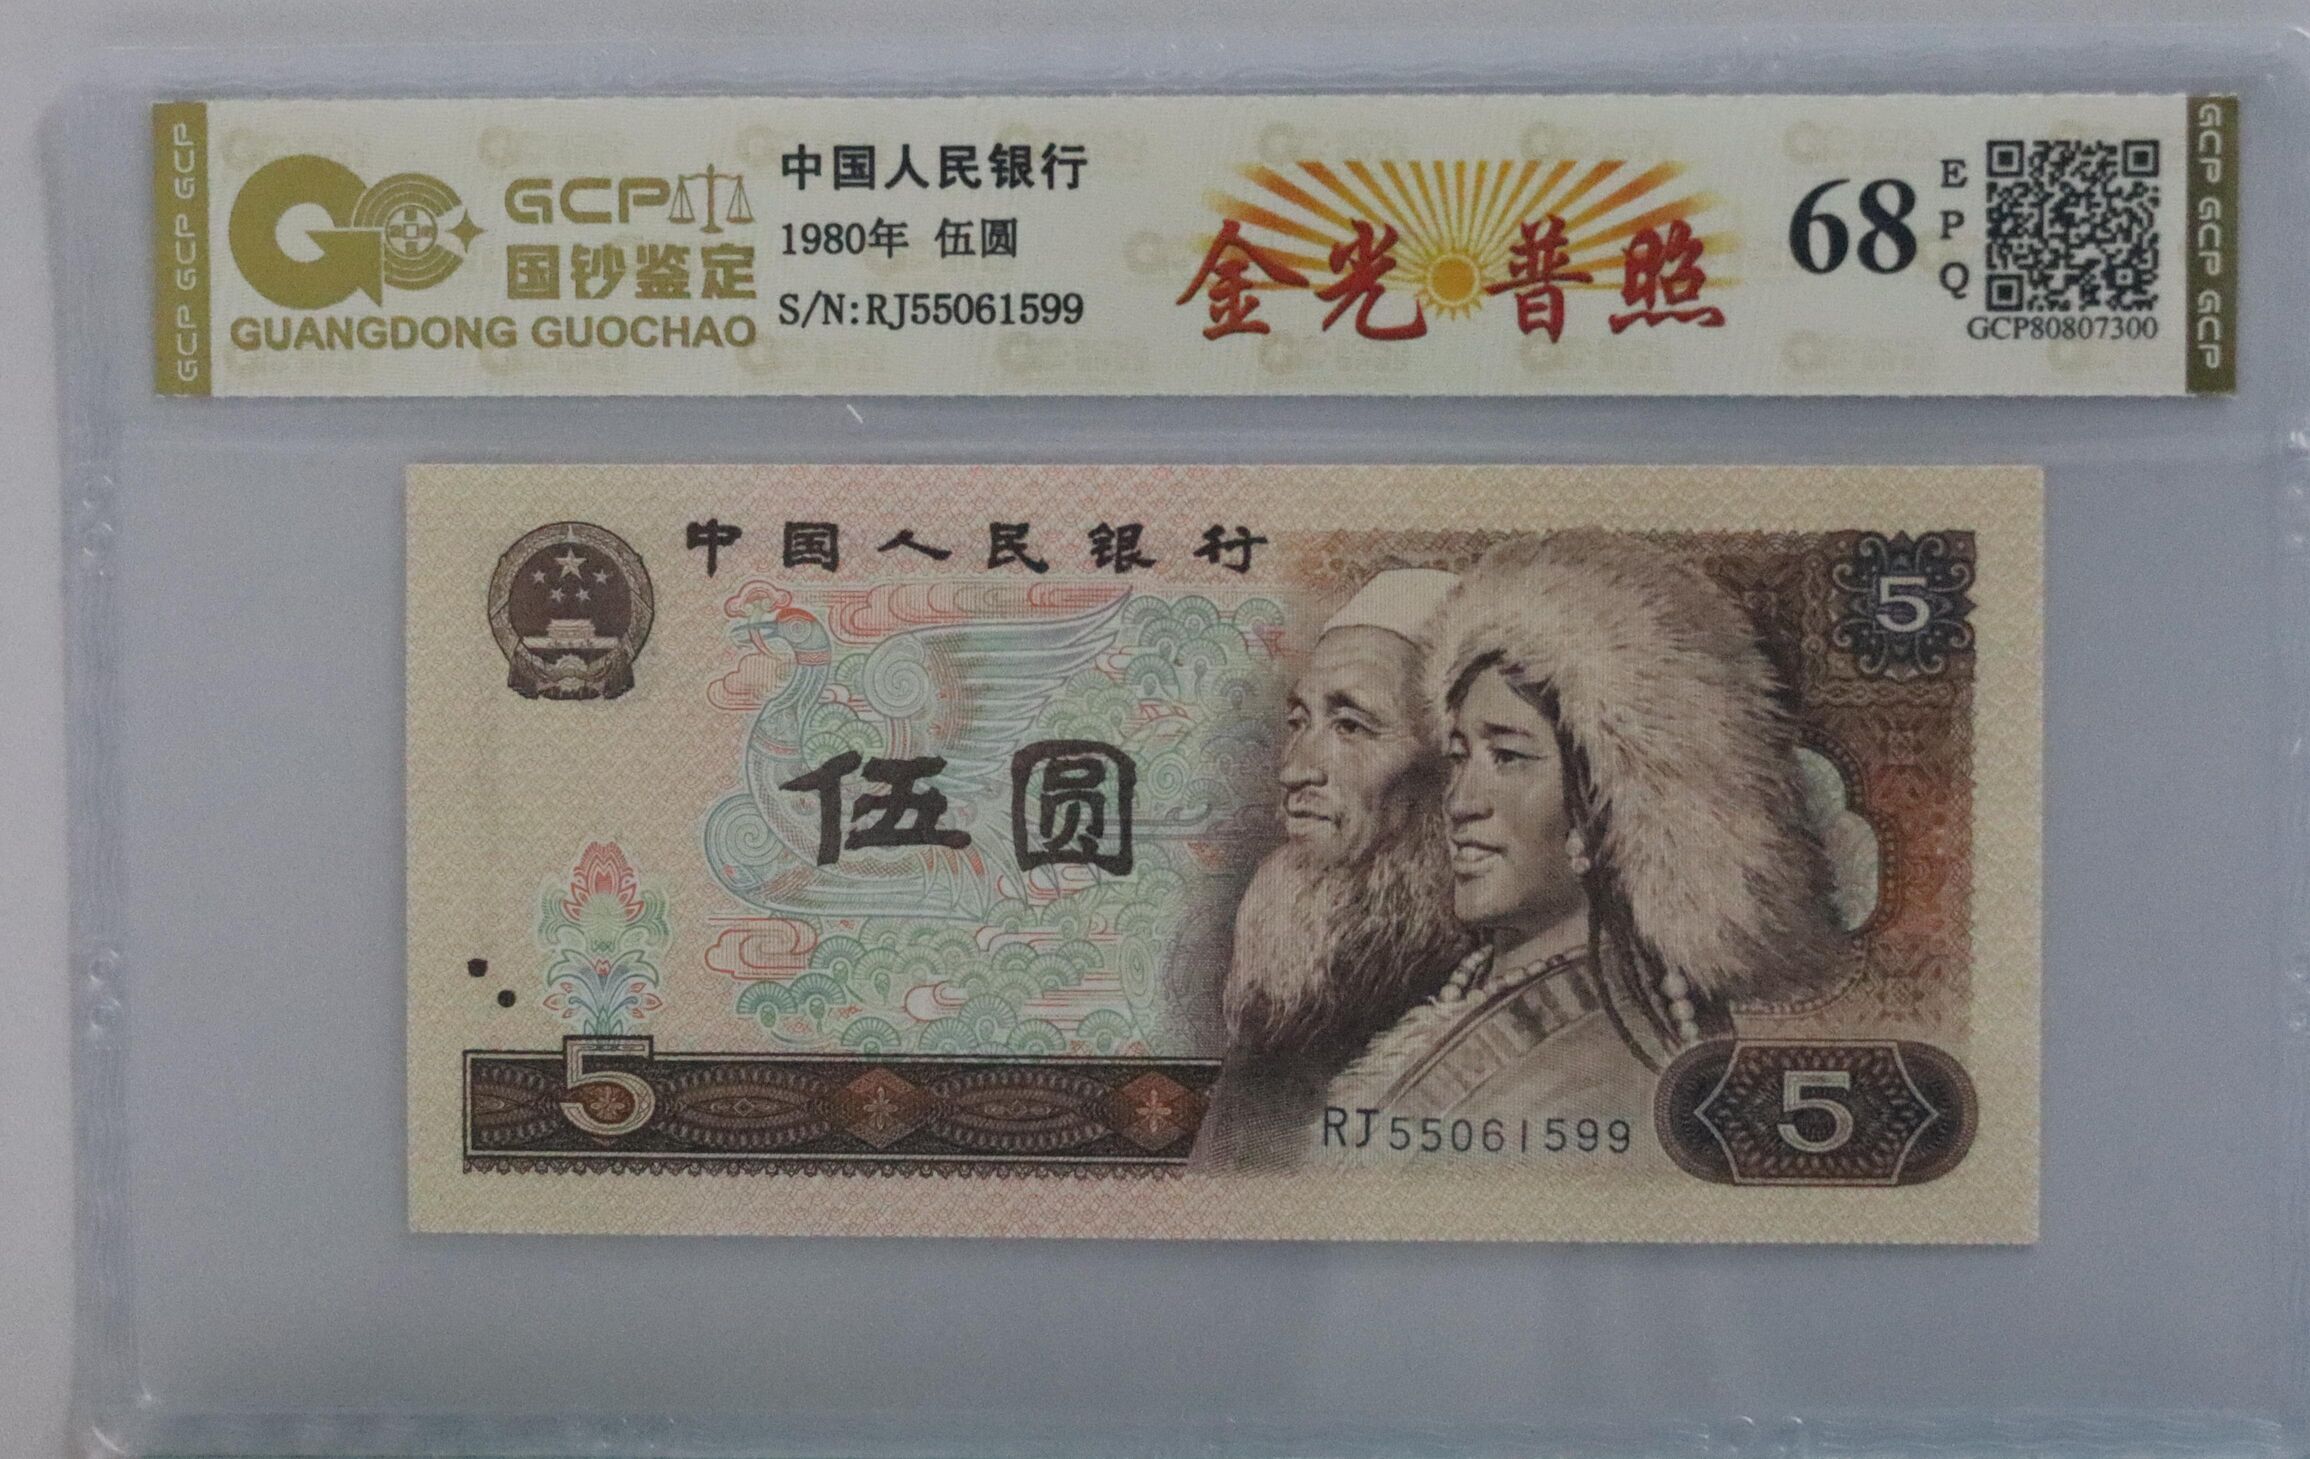 GCP GCP GCP
GCP
国钞鉴定
GUANGDONG GUOCHAO
中国人民银行
1980年 伍圆
S/N:RJ55061599
金光普照
68
EPQ
GCP80807300
GCP GCP GCP
中国人民银行
5
伍圆
5
RJ55061599
5